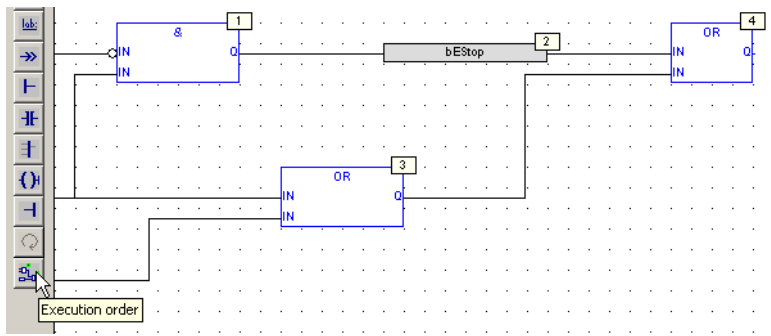 lab:
1
&
IN
Q
IN
2
bEStop
4
OR
IN
Q
IN
3
OR
IN
Q
IN
Execution order